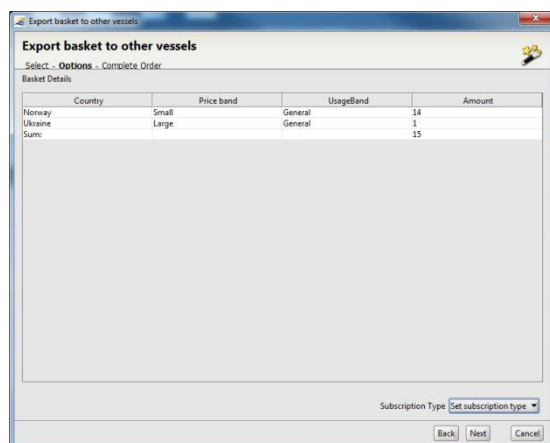 Export basket to other vessels
Export basket to other vessels
Select - Options - Complete Order
Basket Details
Country Price band UsageBand Amount
Norway Small General 14
Ukraine Large General 1
Sum: 15
Subscription Type Set subscription type
Back Next Cancel